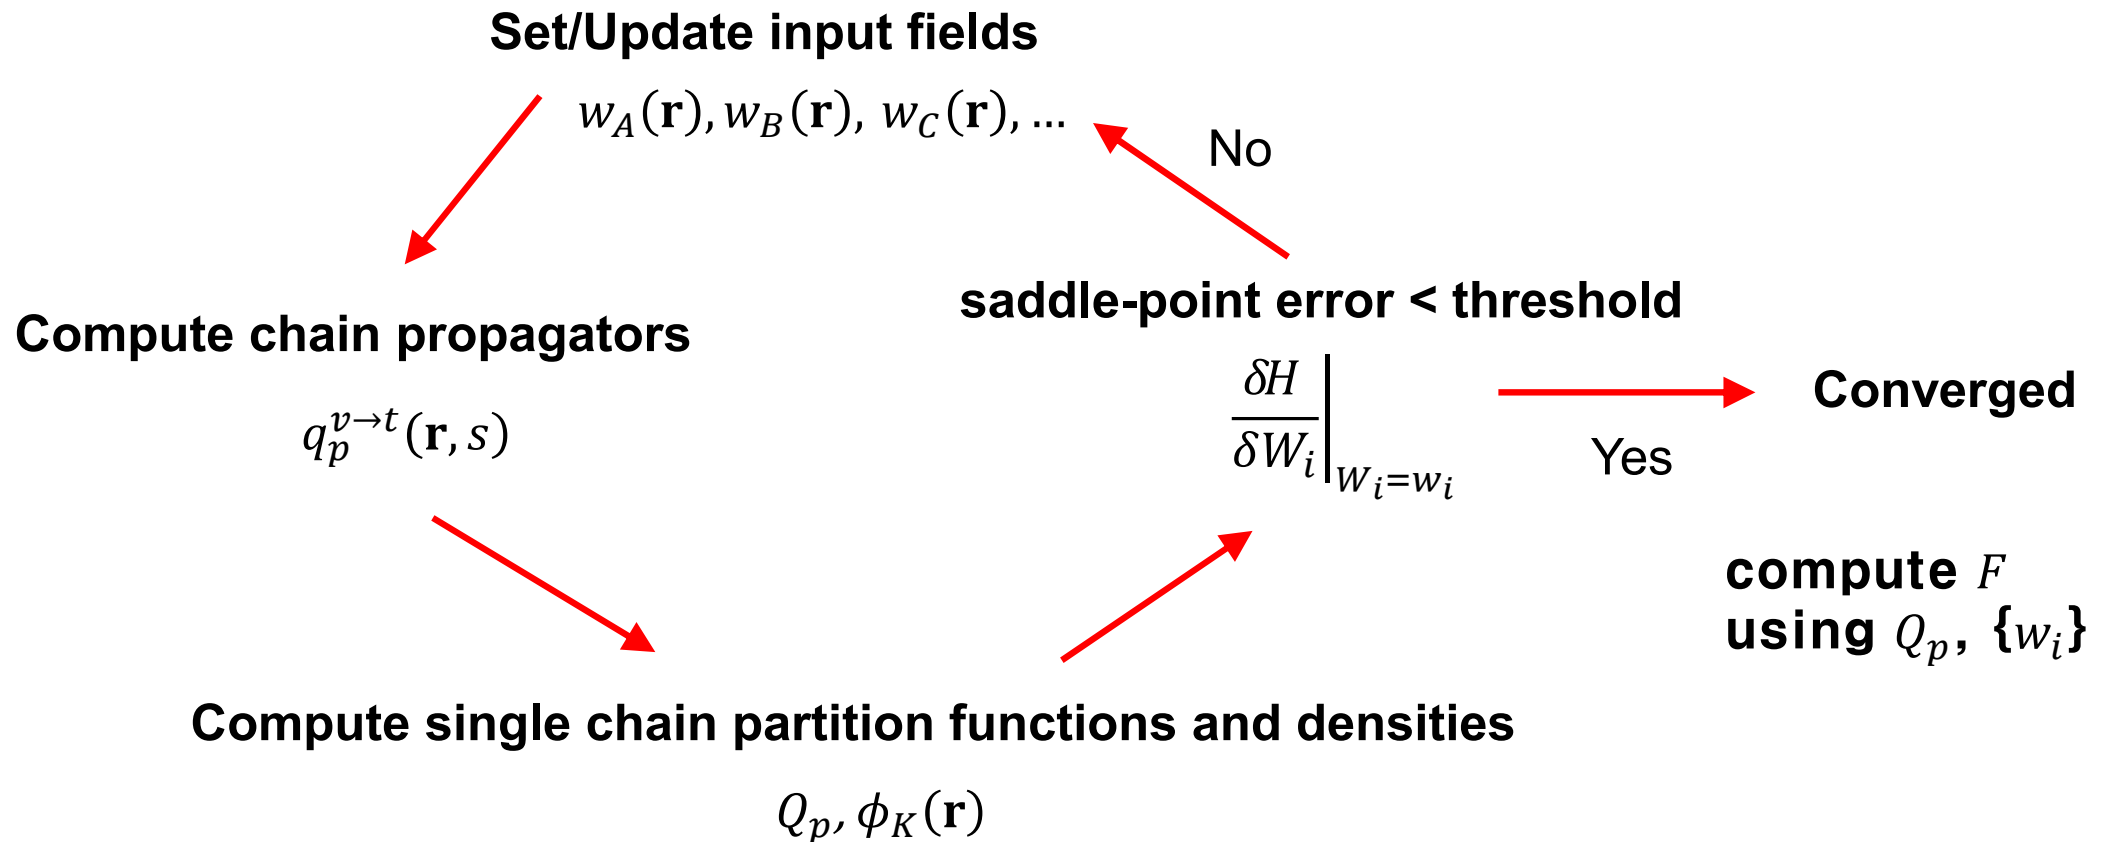 Set/Update input fields
w_A(r), w_B(r), w_C(r), ...
No
saddle-point error < threshold
Compute chain propagators
δH/δW_i|_{W_i=w_i}
Converged
q_p^{v→t}(r, s)
Yes
compute F
using Q_p, {w_i}
Compute single chain partition functions and densities
Q_p, ϕ_K(r)